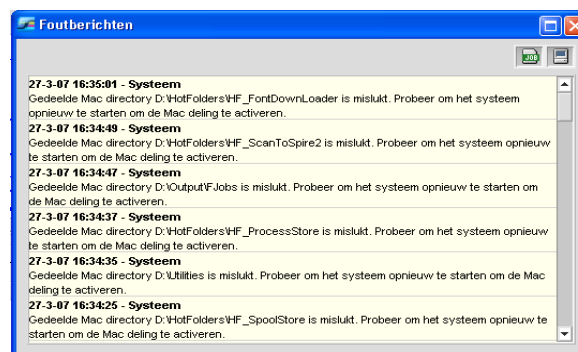 Foutberichten
JOB
27-3-07 16:35:01 - Systeem
Gedeelde Mac directory D:\HotFolders\HF_FontDownLoader is mislukt. Probeer om het systeem
opnieuw te starten om de Mac deling te activeren.
27-3-07 16:34:49 - Systeem
Gedeelde Mac directory D:\HotFolders\HF_ScanToSpire2 is mislukt. Probeer om het systeem opnieuw
te starten om de Mac deling te activeren.
27-3-07 16:34:47 - Systeem
Gedeelde Mac directory D:\Output\FJobs is mislukt. Probeer om het systeem opnieuw te starten om
de Mac deling te activeren.
27-3-07 16:34:37 - Systeem
Gedeelde Mac directory D:\HotFolders\HF_ProcessStore is mislukt. Probeer om het systeem opnieuw
te starten om de Mac deling te activeren.
27-3-07 16:34:35 - Systeem
Gedeelde Mac directory D:\Utilities is mislukt. Probeer om het systeem opnieuw te starten om de Mac
deling te activeren.
27-3-07 16:34:25 - Systeem
Gedeelde Mac directory D:\HotFolders\HF_SpoolStore is mislukt. Probeer om het systeem opnieuw te
starten om de Mac deling te activeren.